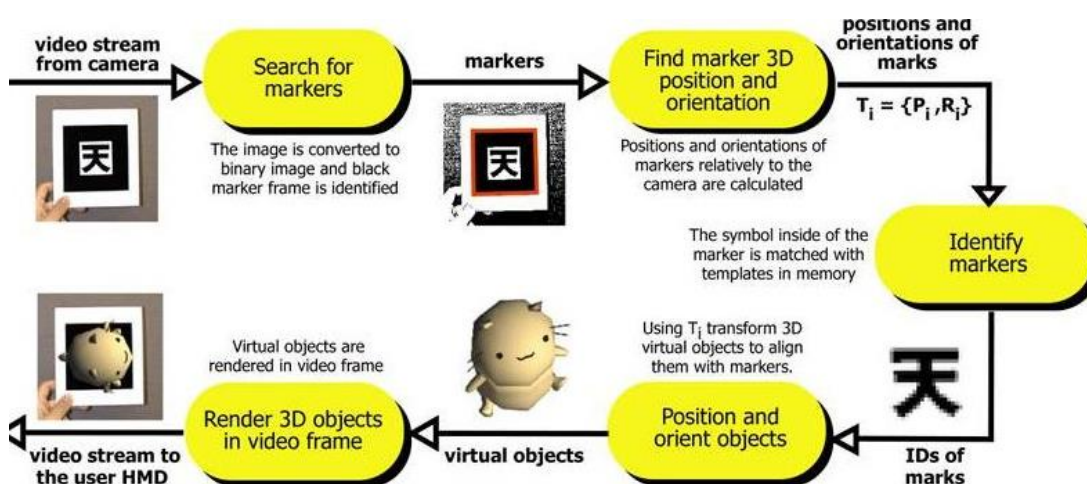 video stream
from camera
Search for
markers
The image is converted to
binary image and black
marker frame is identified
天
markers
天
Find marker 3D
position and
orientation
Positions and orientations of
markers relatively to the
camera are calculated
positions and
orientations of
marks
Ti = {Pi ,Ri}
Identify
markers
The symbol inside of the
marker is matched with
templates in memory
天
IDs of
marks
Using Ti transform 3D
virtual objects to align
them with markers.
Position and
orient objects
virtual objects
Virtual objects are
rendered in video frame
Render 3D objects
in video frame
video stream to
the user HMD